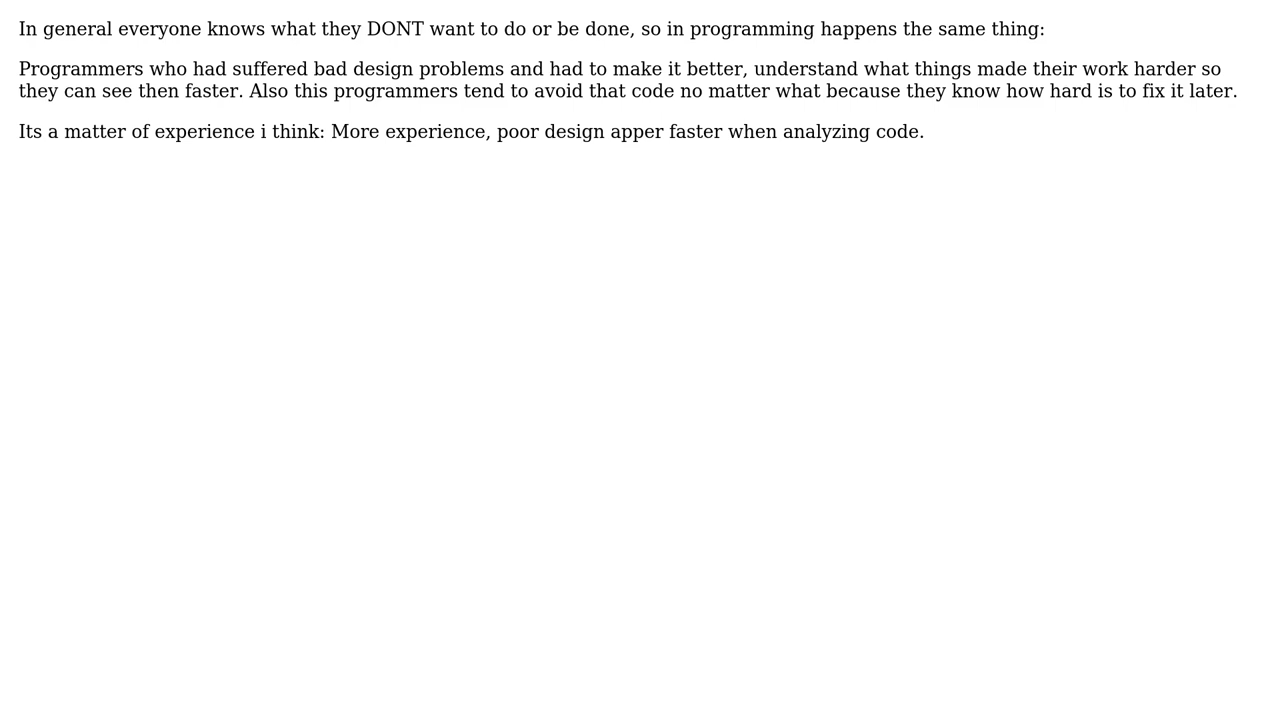 In general everyone knows what they DONT want to do or be done, so in programming happens the same thing:
Programmers who had suffered bad design problems and had to make it better, understand what things made their work harder so
they can see then faster. Also this programmers tend to avoid that code no matter what because they know how hard is to fix it later.
Its a matter of experience i think: More experience, poor design apper faster when analyzing code.